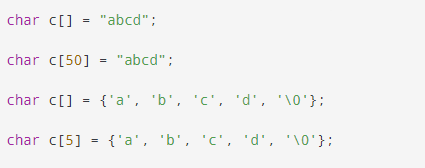 char c[] = "abcd";
char c[50] = "abcd";
char c[] = {'a', 'b', 'c', 'd', '\0'};
char c[5] = {'a', 'b', 'c', 'd', '\0'};